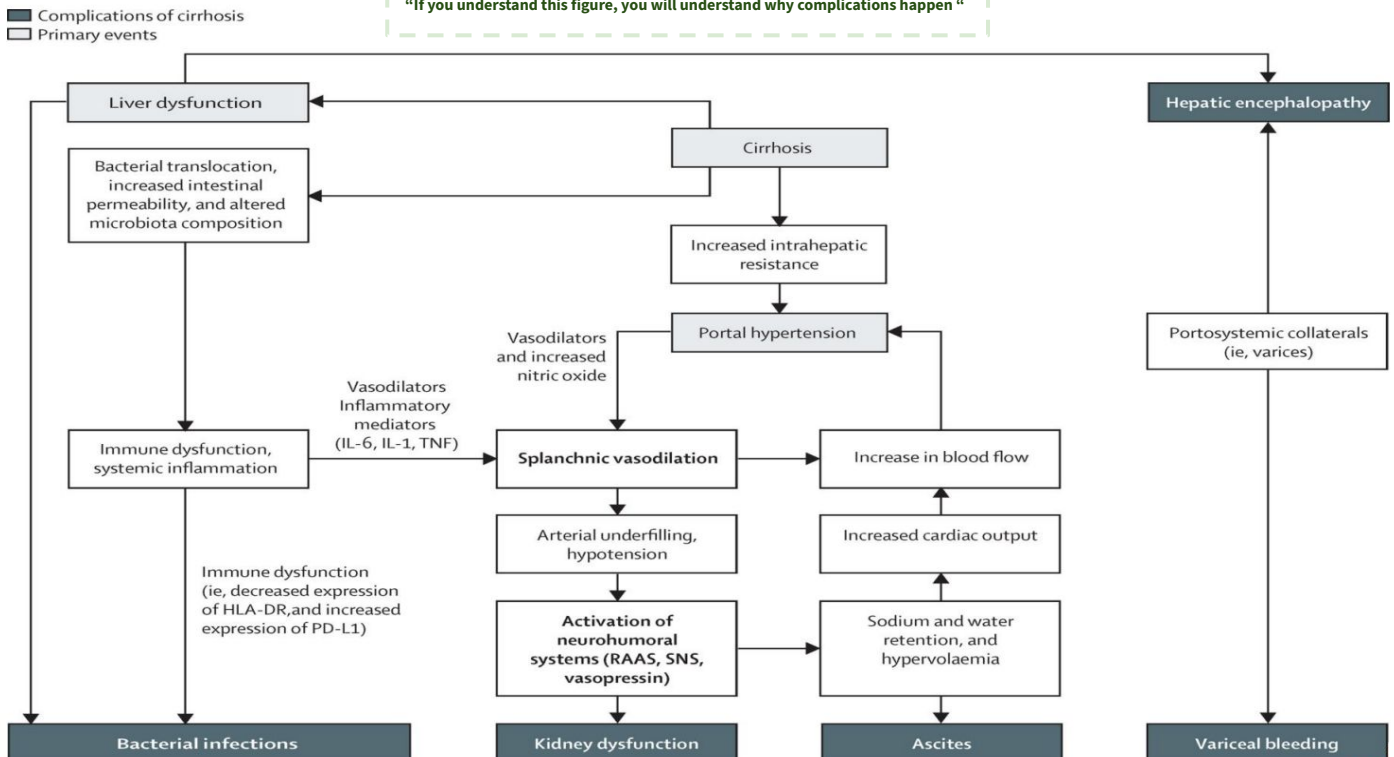 “If you understand this figure, you will understand why complications happen “
Complications of cirrhosis
Primary events
Liver dysfunction
Hepatic encephalopathy
Cirrhosis
Bacterial translocation,
increased intestinal
permeability, and altered
microbiota composition
Increased intrahepatic
resistance
Portal hypertension
Portosystemic collaterals
(ie, varices)
Vasodilators
and increased
nitric oxide
Vasodilators
Inflammatory
mediators
(IL-6, IL-1, TNF)
Immune dysfunction,
systemic inflammation
Splanchnic vasodilation
Increase in blood flow
Arterial underfilling,
hypotension
Increased cardiac output
Immune dysfunction
(ie, decreased expression
of HLA-DR,and increased
expression of PD-L1)
Activation of
neurohumoral
systems (RAAS, SNS,
vasopressin)
Sodium and water
retention, and
hypervolaemia
Bacterial infections
Kidney dysfunction
Ascites
Variceal bleeding